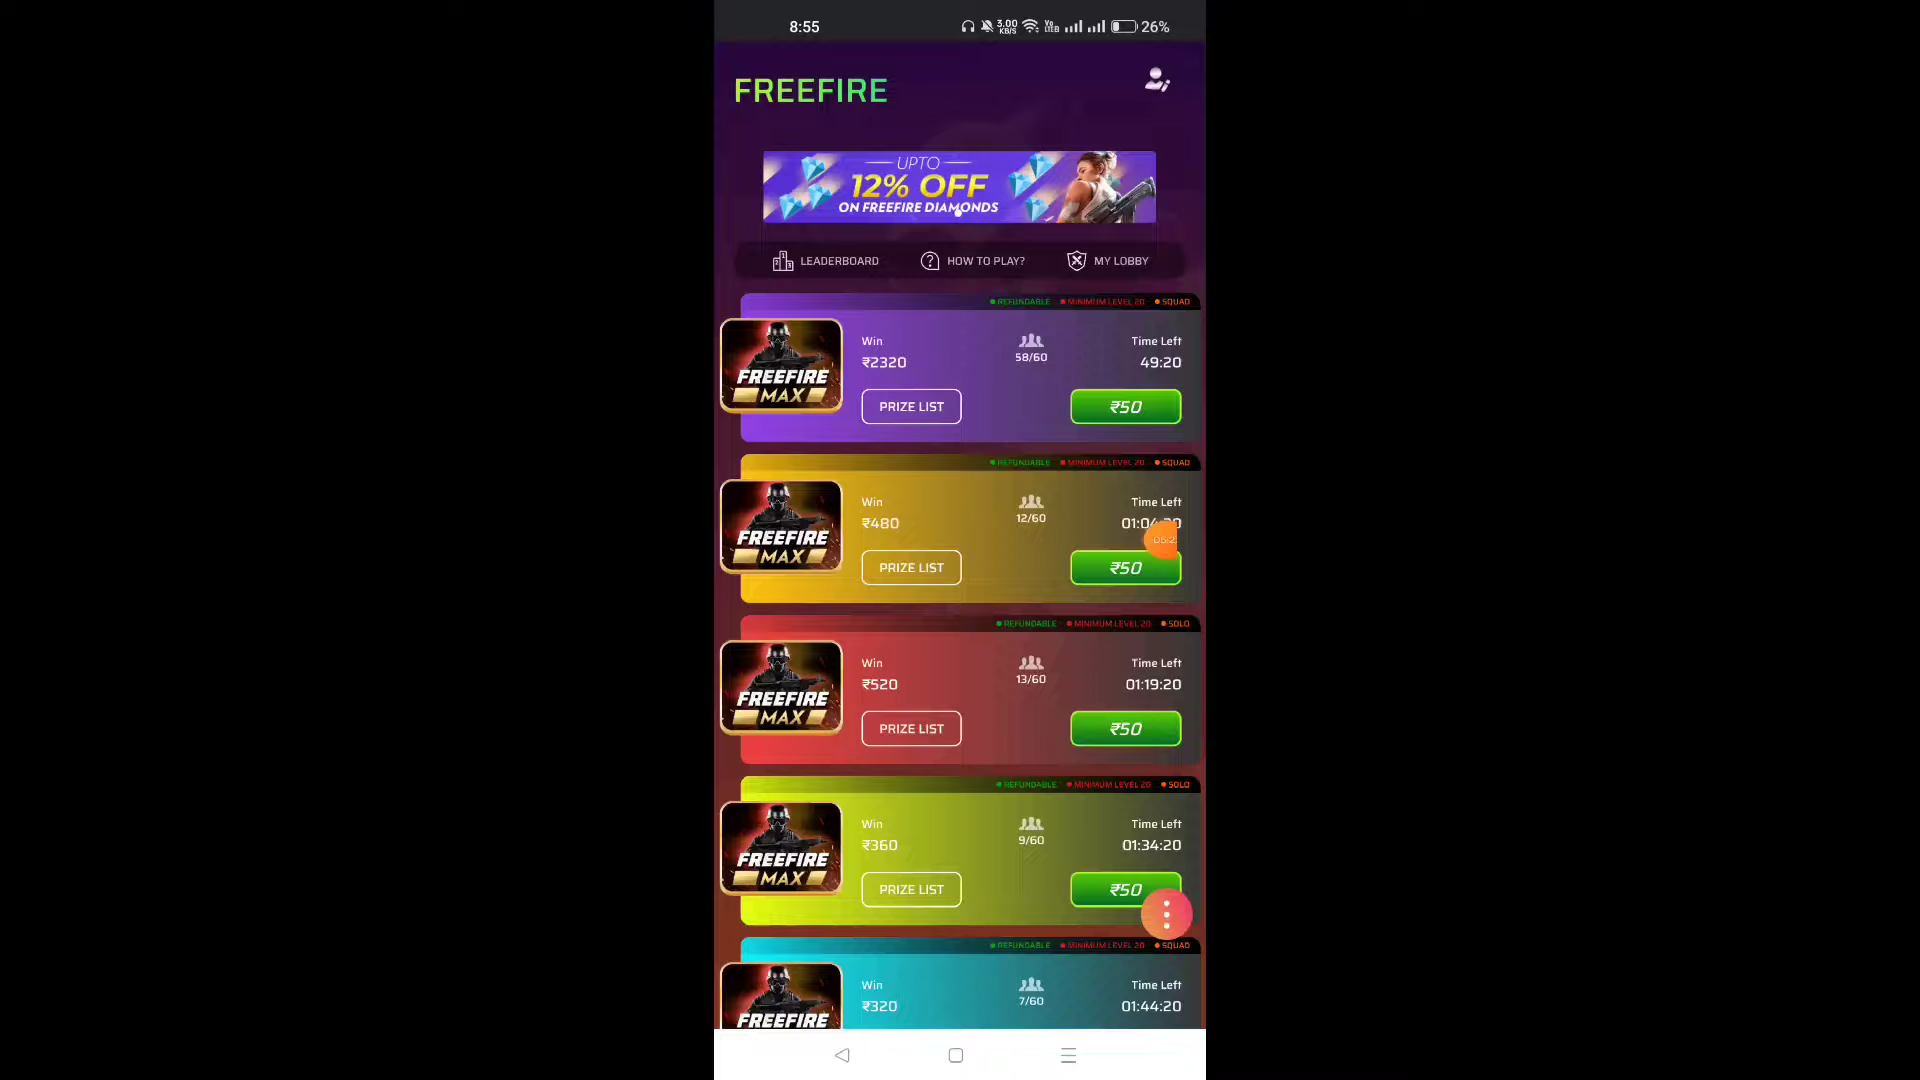 8:55 3.00 KB/S Vo LTE 26%
FREEFIRE
UPTO
12% OFF
ON FREEFIRE DIAMONDS
LEADERBOARD HOW TO PLAY? MY LOBBY
REFUNDABLE MINIMUM LEVEL 20 SQUAD
Win 58/60 Time Left
₹2320 49:20
FREEFIRE MAX
PRIZE LIST ₹50
REFUNDABLE MINIMUM LEVEL 20 SQUAD
Win 12/60 Time Left
₹480
FREEFIRE MAX
PRIZE LIST ₹50
REFUNDABLE MINIMUM LEVEL 20 SOLO
Win 13/60 Time Left
₹520 01:19:20
FREEFIRE MAX
PRIZE LIST ₹50
REFUNDABLE MINIMUM LEVEL 20 SOLO
Win 9/60 Time Left
₹360 01:34:20
FREEFIRE MAX
PRIZE LIST ₹50
REFUNDABLE MINIMUM LEVEL 20 SQUAD
Win 7/60 Time Left
₹320 01:44:20
FREEFIRE